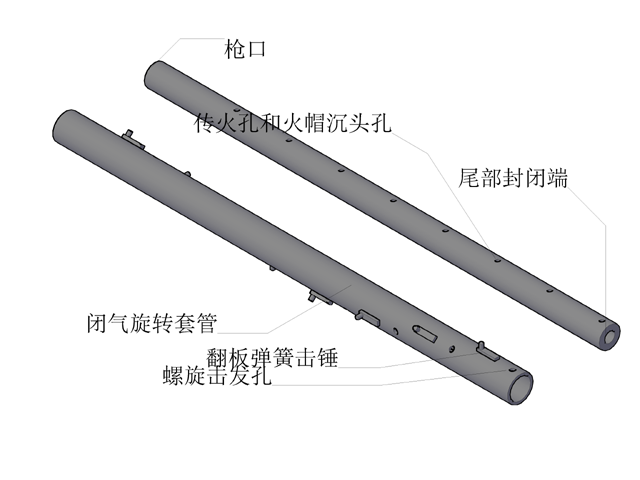 枪口
传火孔和火帽沉头孔
尾部封闭端
闭气旋转套管
翻板弹簧击锤
螺旋击发孔